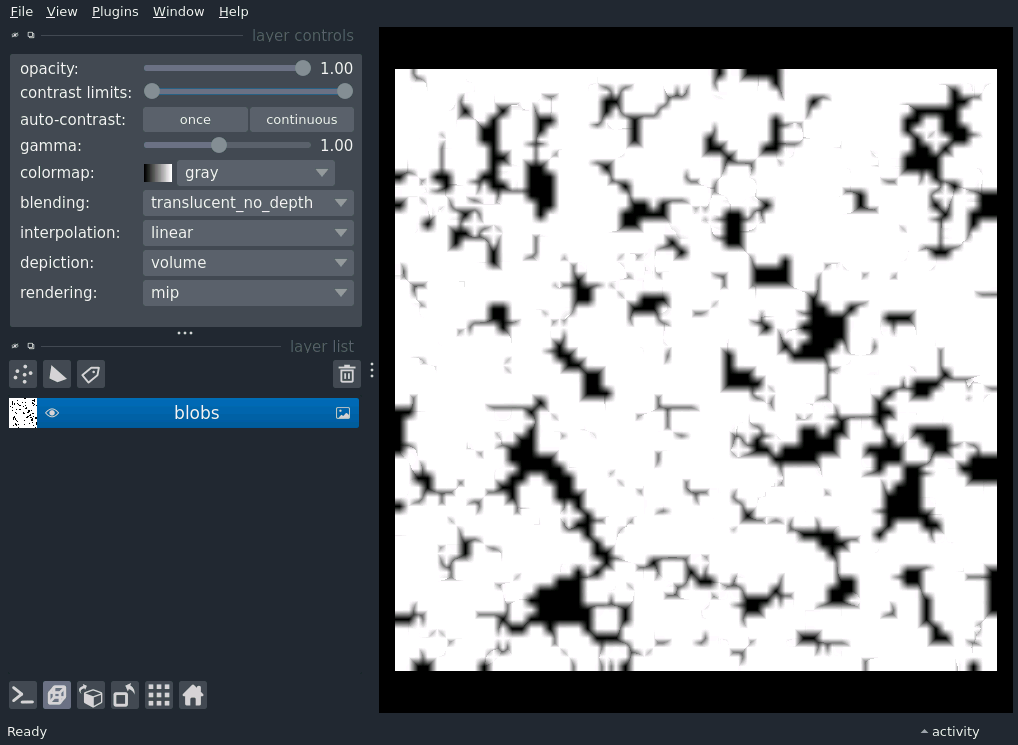 File View Plugins Window Help
layer controls
opacity: 1.00
contrast limits:
auto-contrast: once continuous
gamma: 1.00
colormap: gray
blending: translucent_no_depth
interpolation: linear
depiction: volume
rendering: mip
layer list
blobs
Ready activity